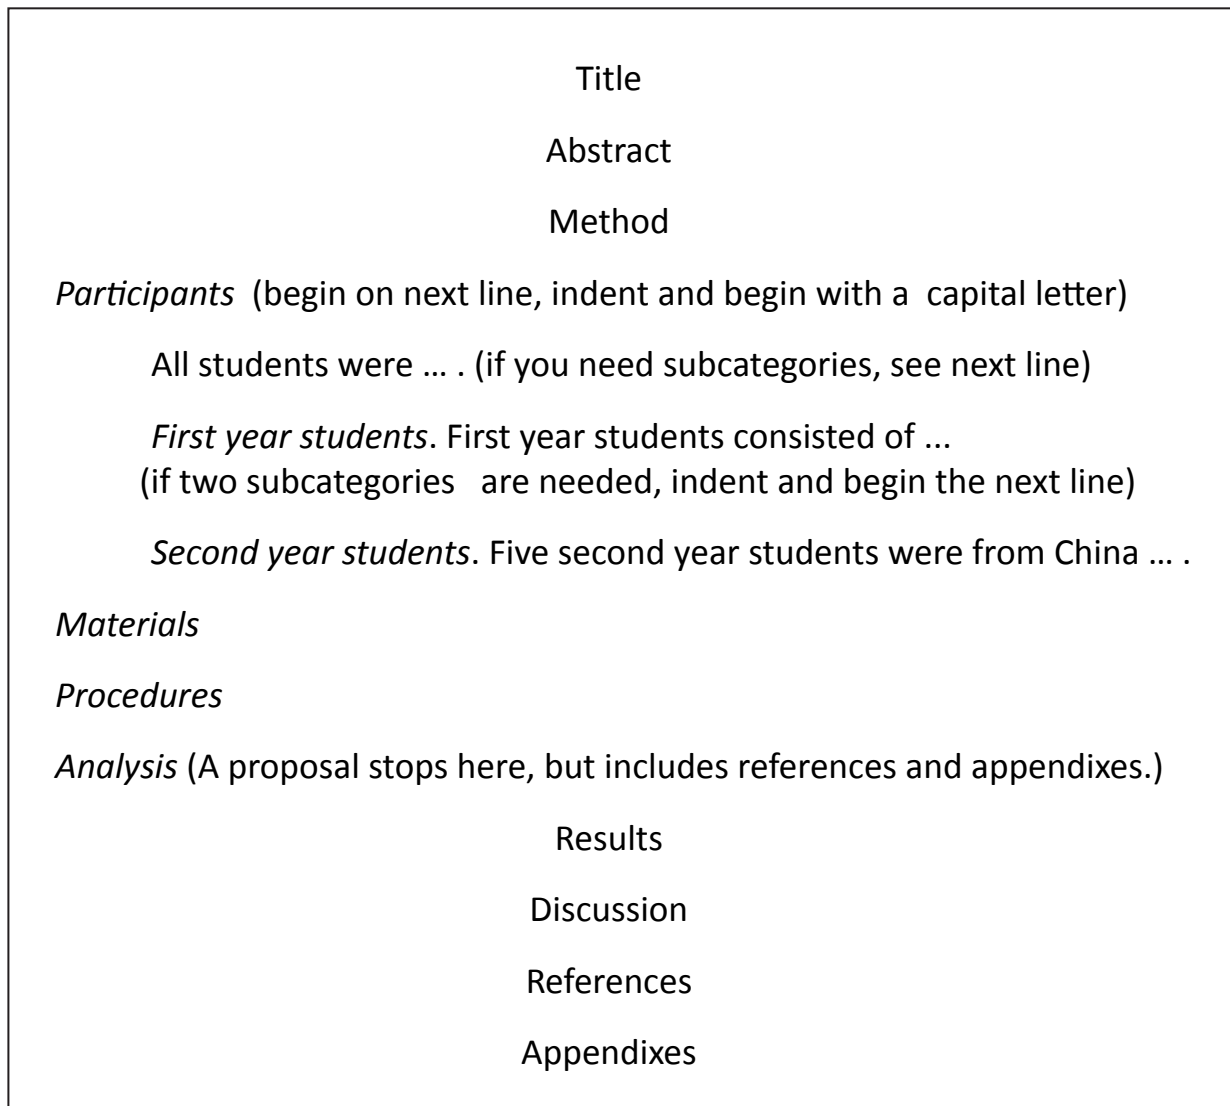 Title
Abstract
Method
Participants  (begin on next line, indent and begin with a  capital letter)
All students were ... . (if you need subcategories, see next line)
First year students. First year students consisted of ...
(if two subcategories   are needed, indent and begin the next line)
Second year students. Five second year students were from China ... .
Materials
Procedures
Analysis (A proposal stops here, but includes references and appendixes.)
Results
Discussion
References
Appendixes